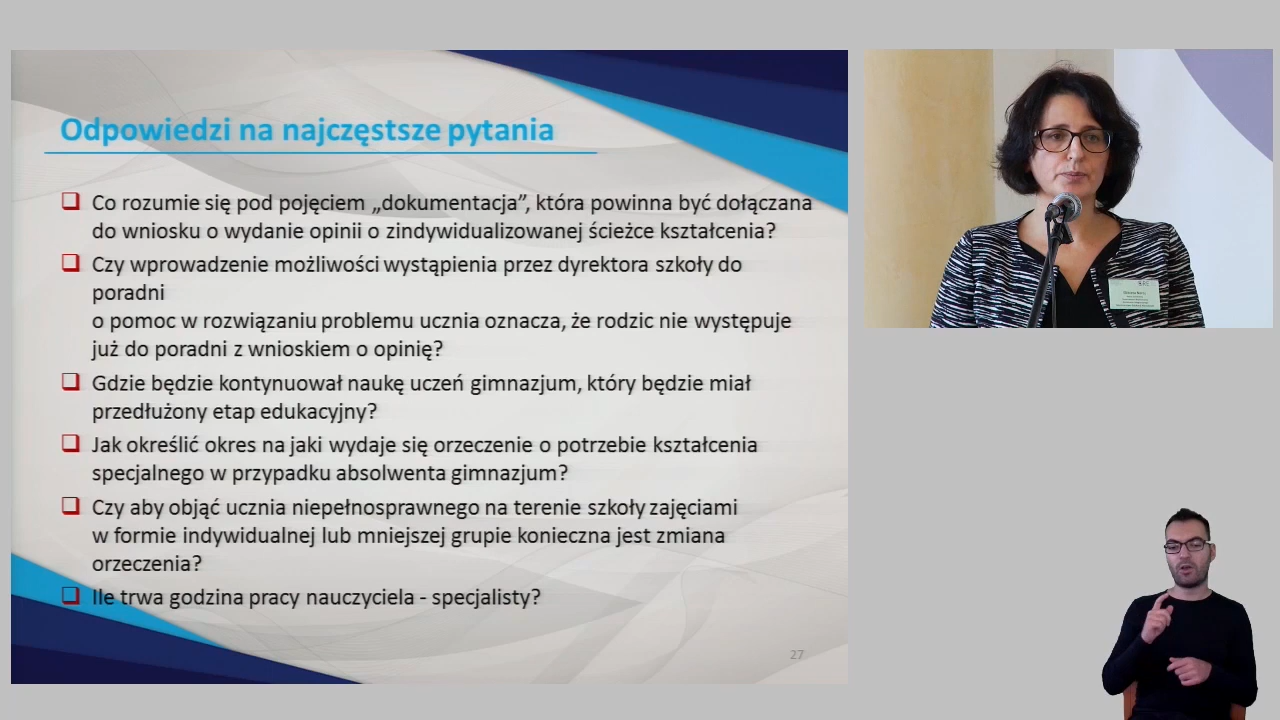 Odpowiedzi na najczęstsze pytania
Co rozumie się pod pojęciem „dokumentacja”, która powinna być dołączana
do wniosku o wydanie opinii o zindywidualizowanej ścieżce kształcenia?
Czy wprowadzenie możliwości wystąpienia przez dyrektora szkoły do
poradni
o pomoc w rozwiązaniu problemu ucznia oznacza, że rodzic nie występuje
już do poradni z wnioskiem o opinię?
Gdzie będzie kontynuował naukę uczeń gimnazjum, który będzie miał
przedłużony etap edukacyjny?
Jak określić okres na jaki wydaje się orzeczenie o potrzebie kształcenia
specjalnego w przypadku absolwenta gimnazjum?
Czy aby objąć ucznia niepełnosprawnego na terenie szkoły zajęciami
w formie indywidualnej lub mniejszej grupie konieczna jest zmiana
orzeczenia?
Ile trwa godzina pracy nauczyciela - specjalisty?
27